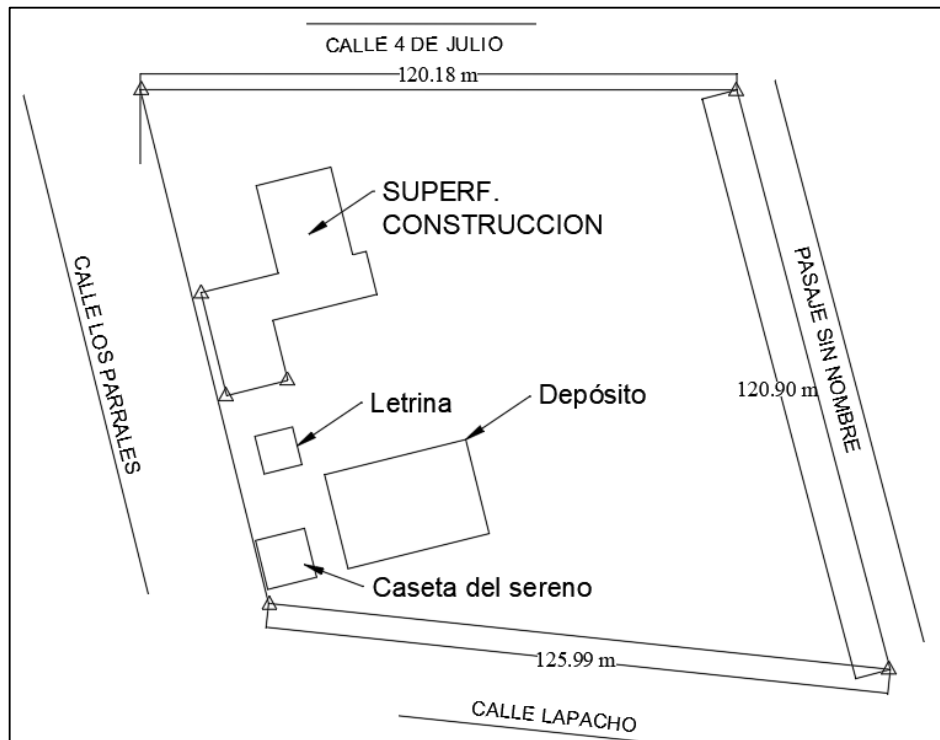 CALLE 4 DE JULIO
120.18 m
SUPERF.
CONSTRUCCION
CALLE LOS PARRALES
PASAJE SIN NOMBRE
Letrina
Depósito
120.90 m
Caseta del sereno
125.99 m
CALLE LAPACHO